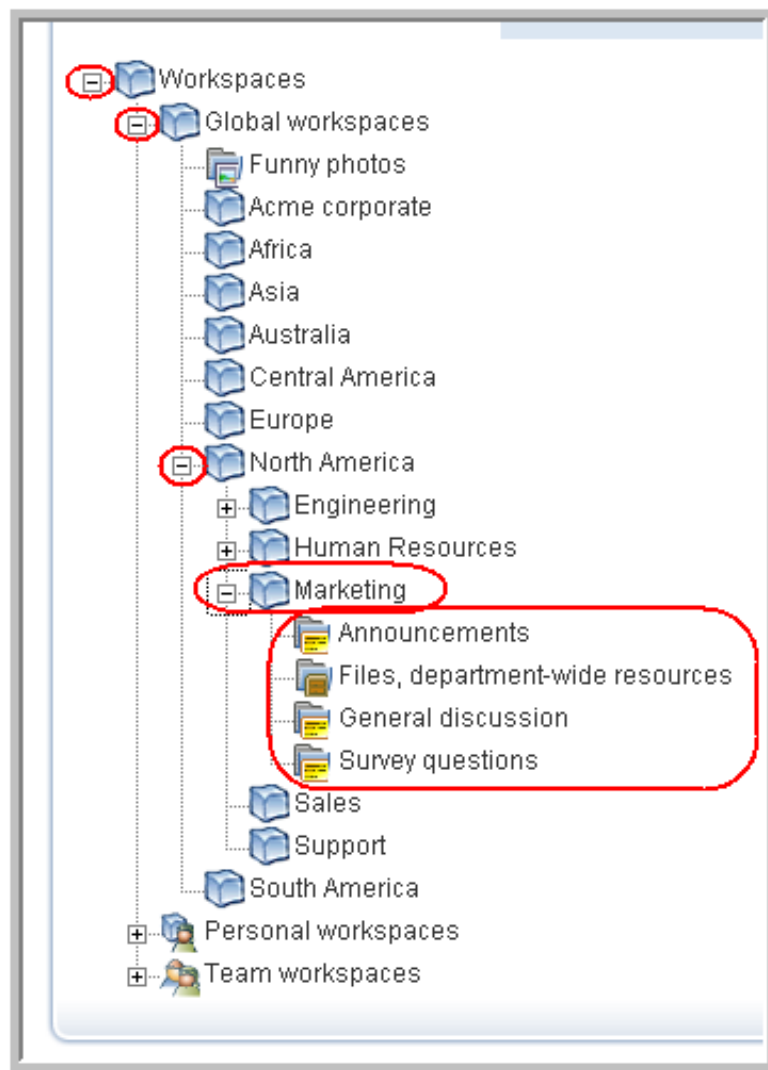 Workspaces
Global workspaces
Funny photos
Acme corporate
Africa
Asia
Australia
Central America
Europe
North America
Engineering
Human Resources
Marketing
Announcements
Files, department-wide resources
General discussion
Survey questions
Sales
Support
South America
Personal workspaces
Team workspaces